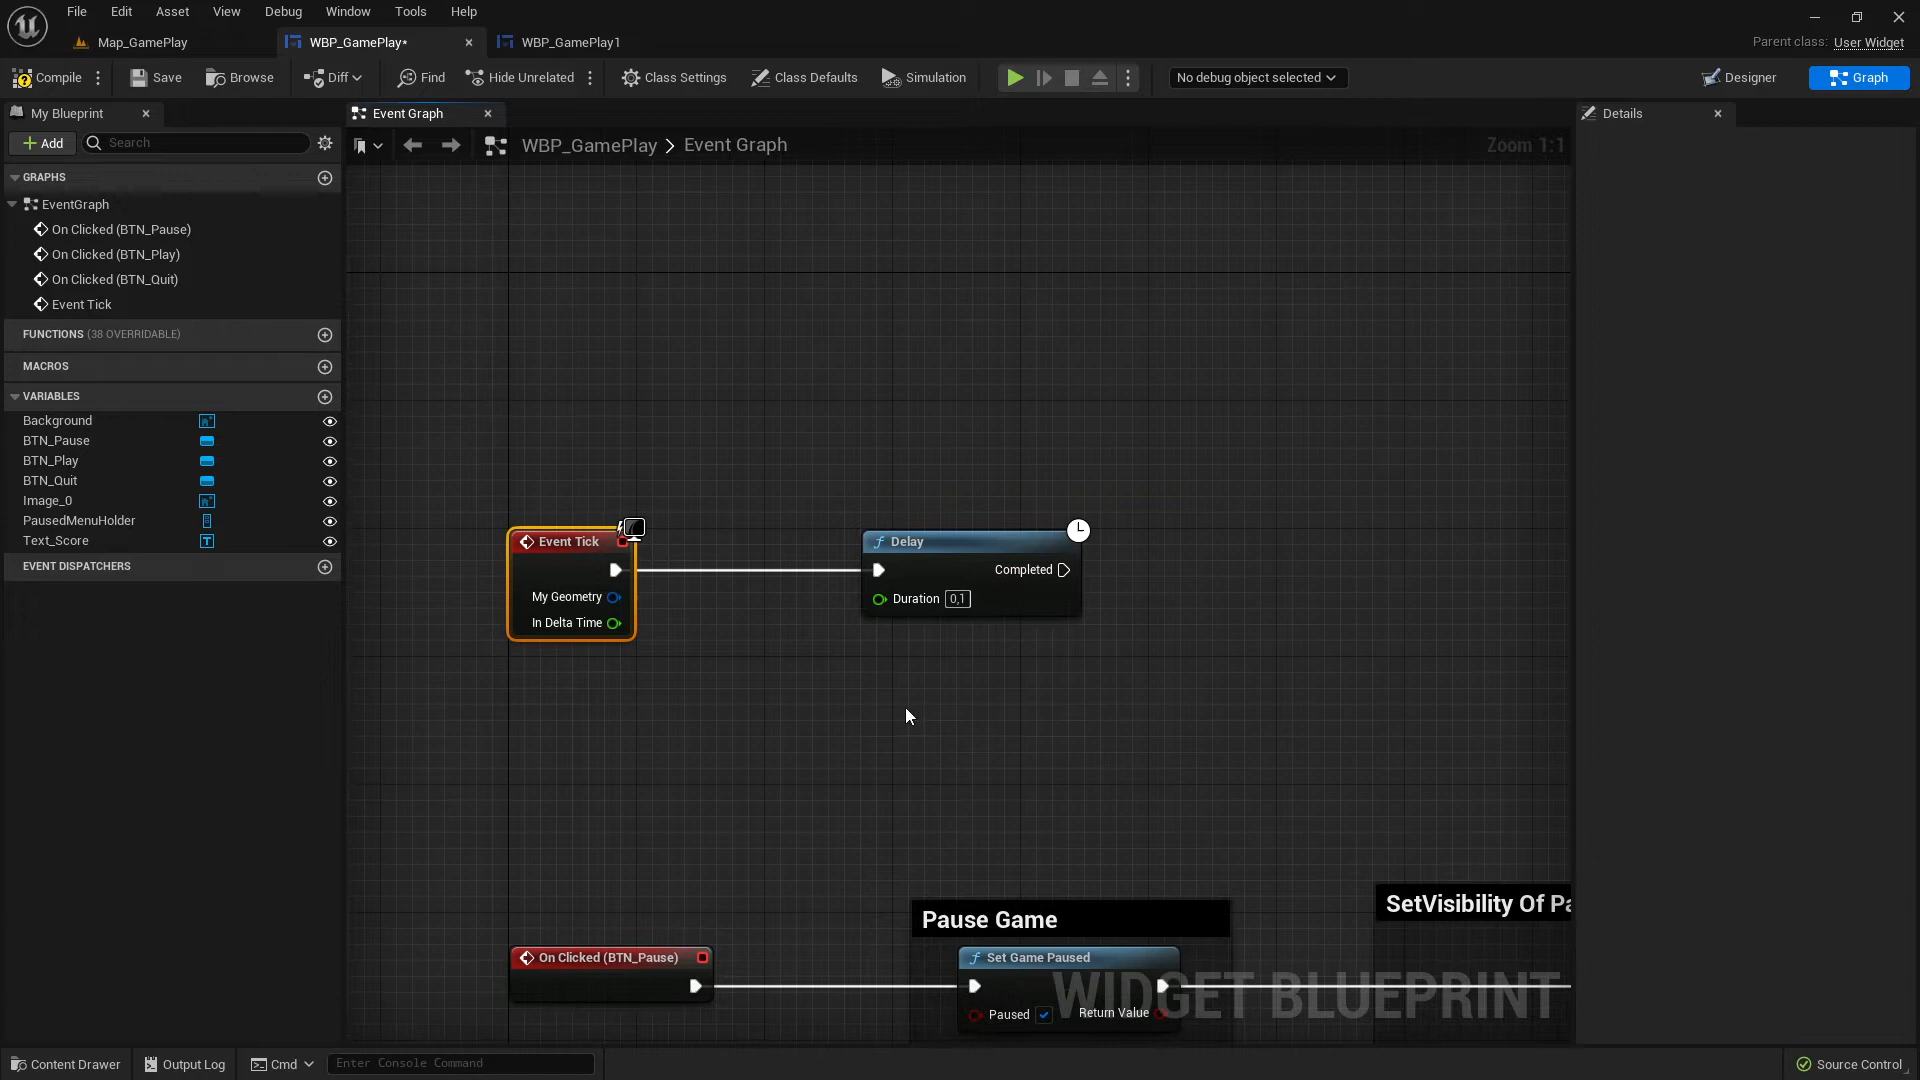 File Edit Asset View Debug Window Tools Help
Map_GamePlay WBP_GamePlay* WBP_GamePlay1 Parent class: User Widget
Compile Save Browse Diff Find Hide Unrelated Class Settings Class Defaults Simulation No debug object selected Designer Graph
My Blueprint Event Graph Details
Add Search
WBP_GamePlay > Event Graph Zoom 1:1
GRAPHS
EventGraph
On Clicked (BTN_Pause)
On Clicked (BTN_Play)
On Clicked (BTN_Quit)
Event Tick
FUNCTIONS (38 OVERRIDABLE)
MACROS
VARIABLES
Background
BTN_Pause
BTN_Play
BTN_Quit
Image_0
PausedMenuHolder
Text_Score
EVENT DISPATCHERS
Event Tick
My Geometry
In Delta Time
Delay
Completed
Duration 0,1
SetVisibility Of Pa
Pause Game
On Clicked (BTN_Pause)
Set Game Paused
Paused Return Value
WIDGET BLUEPRINT
Content Drawer Output Log Cmd Enter Console Command Source Control